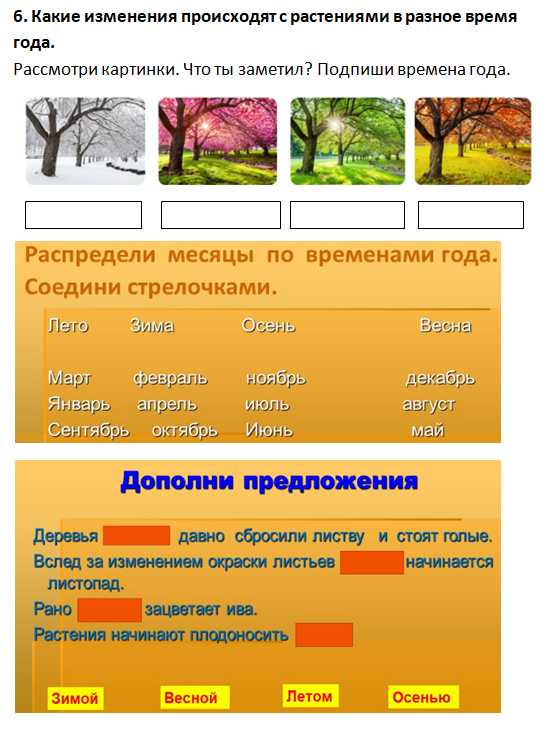 6. Какие изменения происходят с растениями в разное время
года.
Рассмотри картинки. Что ты заметил? Подпиши времена года.
Распредели месяцы по временами года.
Соедини стрелочками.
Лето Зима Осень Весна
Март февраль ноябрь декабрь
Январь апрель июль август
Сентябрь октябрь Июнь май
Дополни предложения
Деревья давно сбросили листву и стоят голые.
Вслед за изменением окраски листьев начинается
листопад.
Рано зацветает ива.
Растения начинают плодоносить
Зимой Весной Летом Осенью